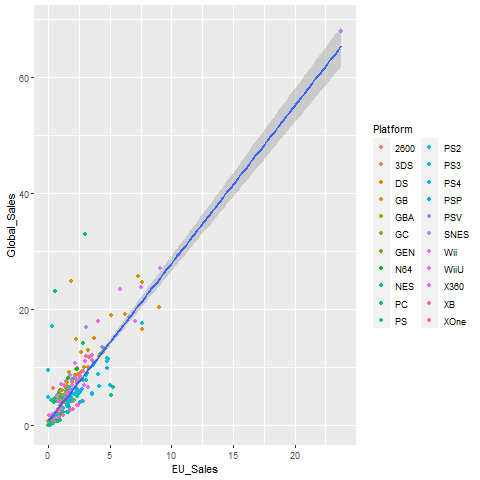 Global_Sales
60
40
20
0
0
5
10
15
20
EU_Sales
Platform
2600
3DS
DS
GB
GBA
GC
GEN
N64
NES
PC
PS
PS2
PS3
PS4
PSP
PSV
SNES
Wii
WiiU
X360
XB
XOne